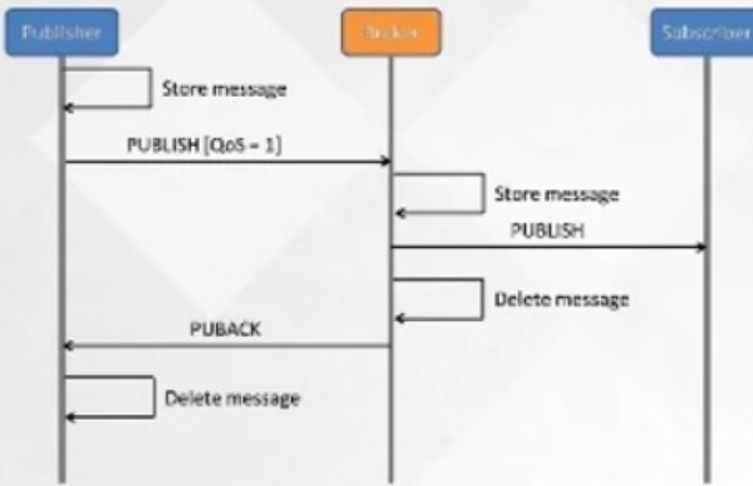 Publisher
Broker
Subscriber
Store message
PUBLISH [QoS = 1]
Store message
PUBLISH
Delete message
PUBACK
Delete message